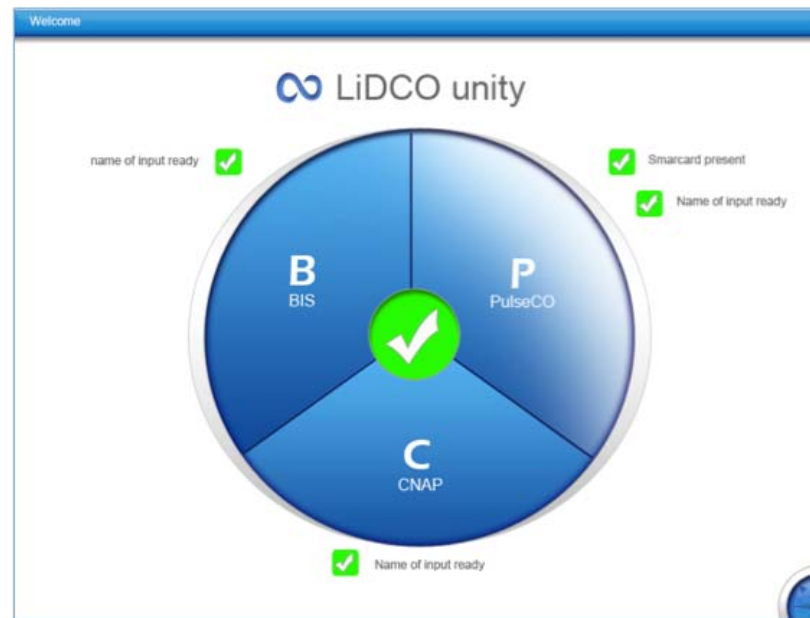 Welcome
LiDCO unity
name of input ready
Smarcard present
Name of input ready
B
BIS
P
PulseCO
C
CNAP
Name of input ready